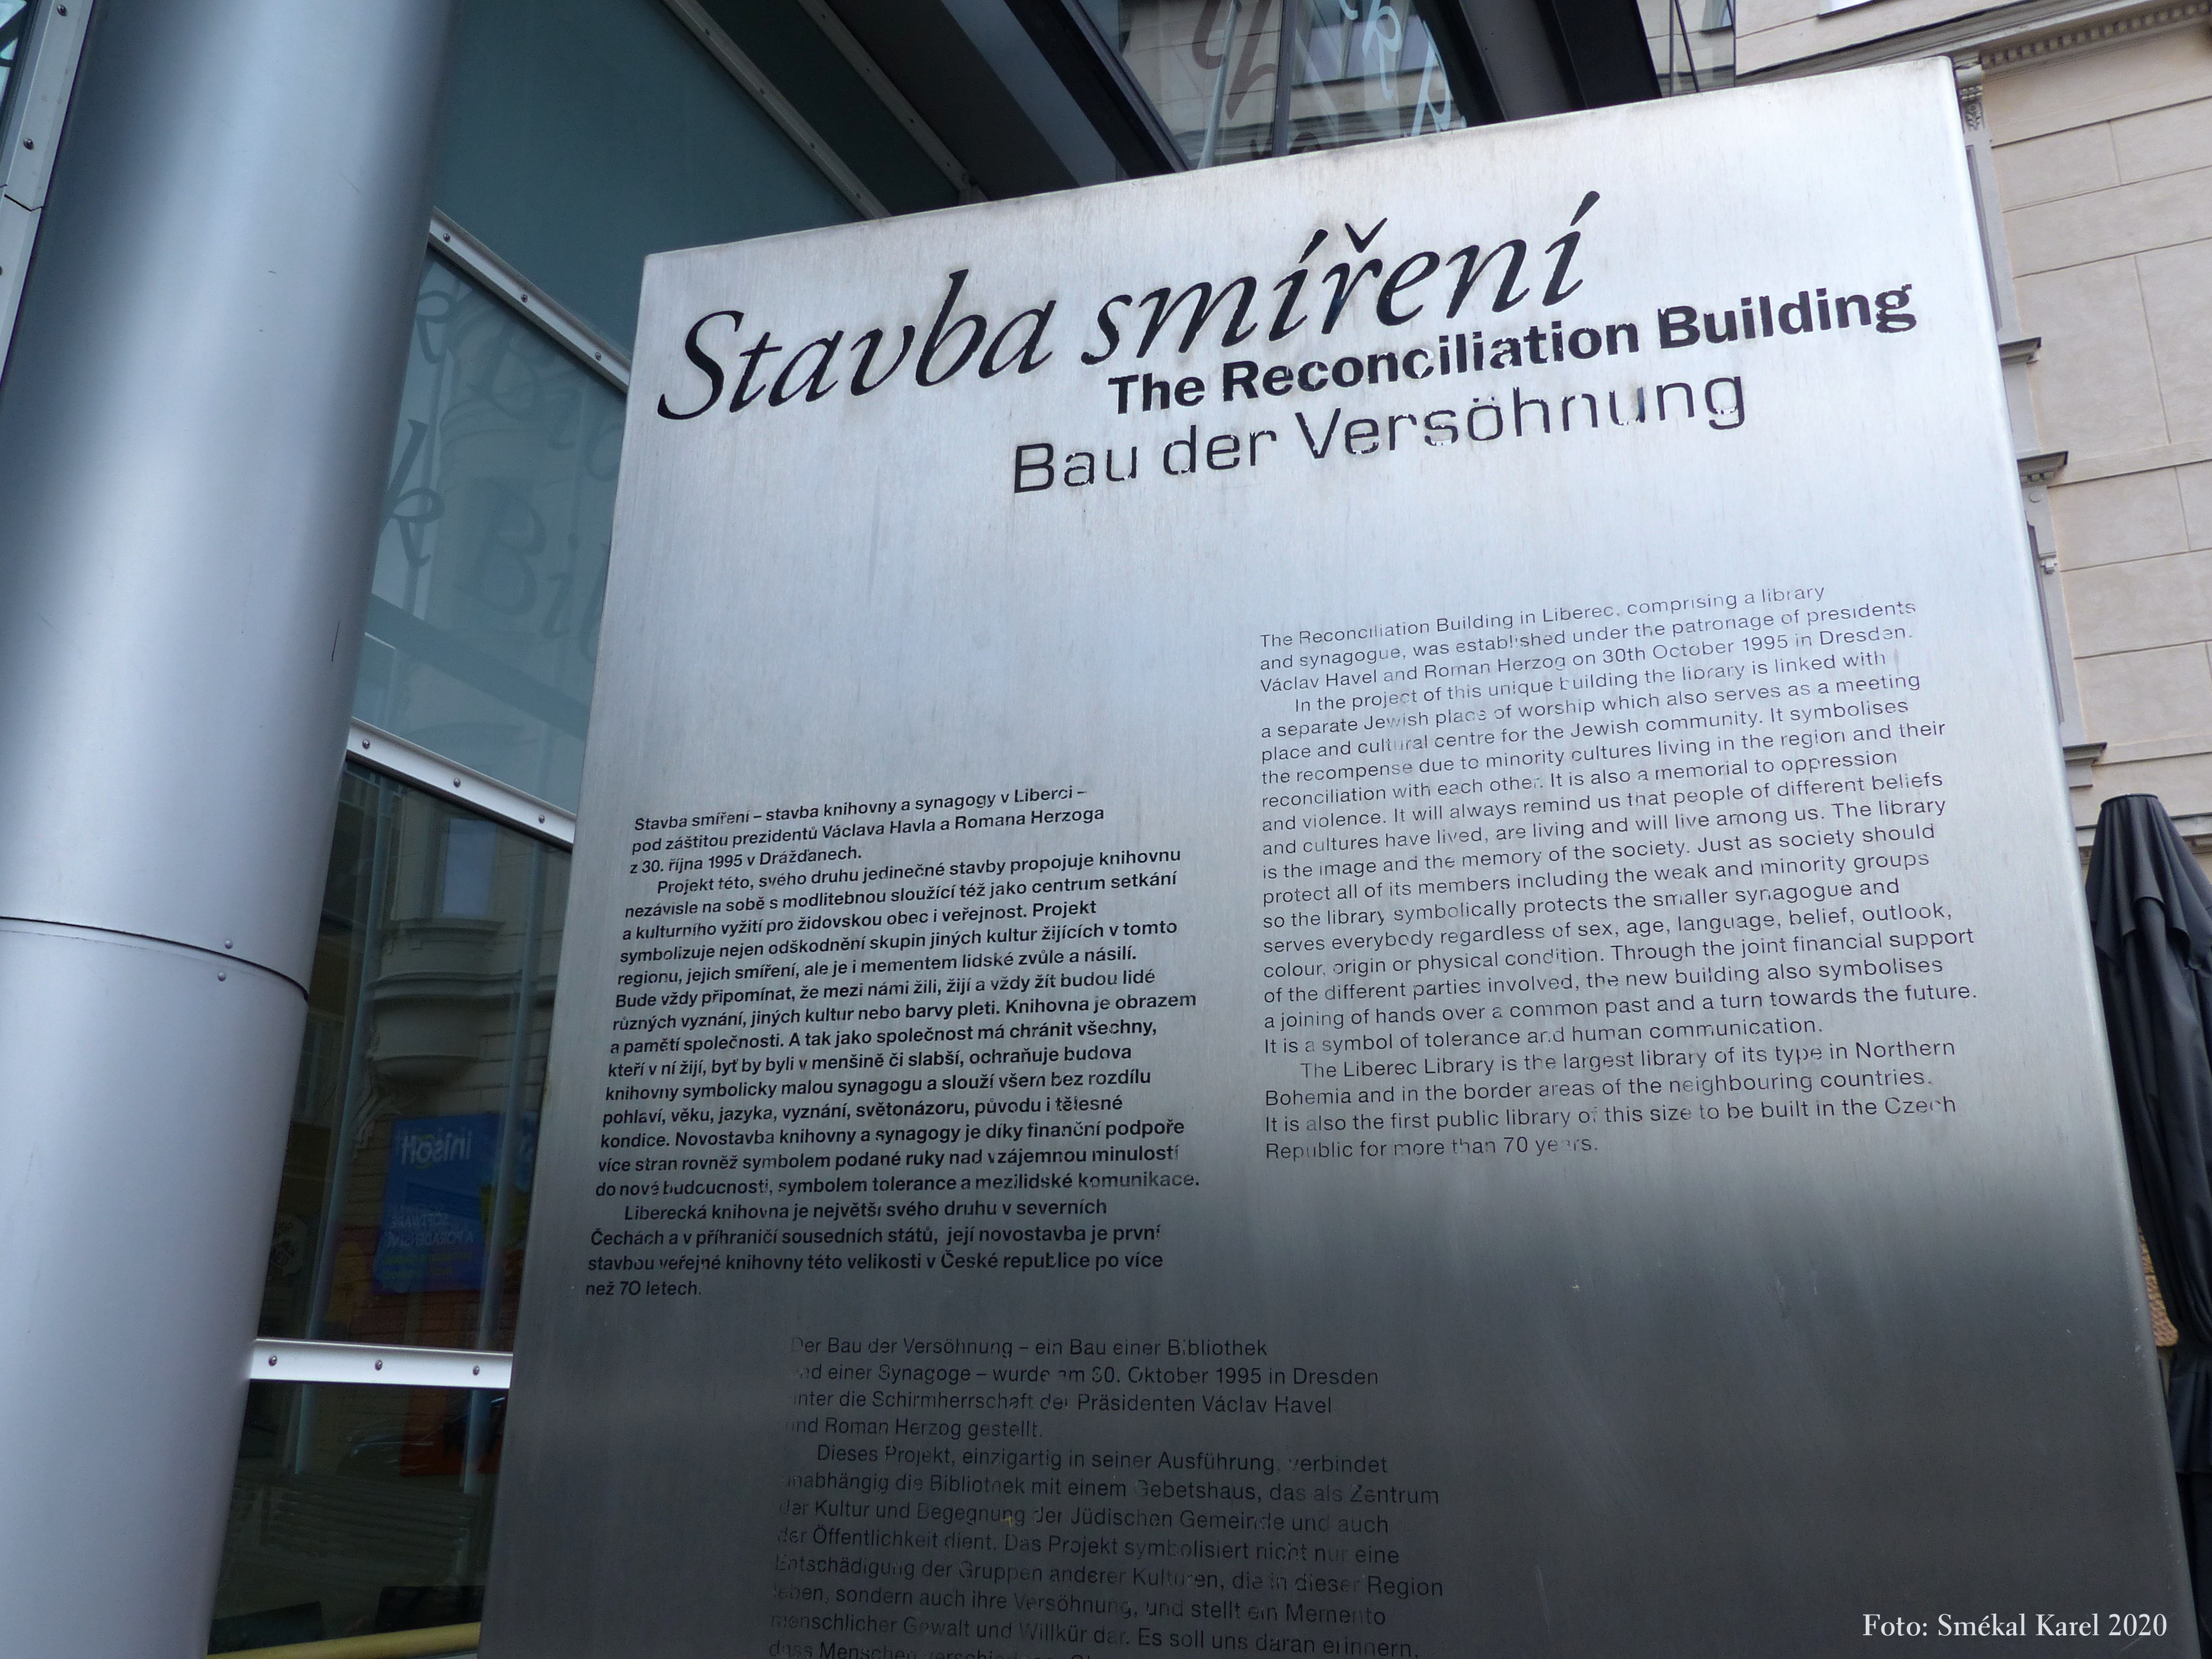 Stavba smíření
The Reconciliation Building
Bau der Versöhnung
Stavba smíření – stavba knihovny a synagogy v Liberci –
pod záštitou prezidentů Václava Havla a Romana Herzoga
z 30. října 1995 v Drážďanech.
Projekt této, svého druhu jedinečné stavby propojuje knihovnu
nezávisle na sobě s modlitebnou sloužící též jako centrum setkání
a kulturního vyžití pro židovskou obec i veřejnost. Projekt
symbolizuje nejen odškodnění skupin jiných kultur žijících v tomto
regionu, jejich smíření, ale je i mementem lidské zvůle a násilí.
Bude vždy připomínat, že mezi námi žili, žijí a vždy žít budou lidé
různých vyznání, jiných kultur nebo barvy pleti. Knihovna je obrazem
a pamětí společnosti. A tak jako společnost má chránit všechny,
kteří v ní žijí, byť by byli v menšině či slabší, ochraňuje budova
knihovny symbolicky malou synagogu a slouží všem bez rozdílu
pohlaví, věku, jazyka, vyznání, světonázoru, původu i tělesné
kondice. Novostavba knihovny a synagogy je díky finanční podpoře
více stran rovněž symbolem podané ruky nad vzájemnou minulostí
do nové budoucnosti, symbolem tolerance a mezilidské komunikace.
Liberecká knihovna je největší svého druhu v severních
Čechách a v příhraničí sousedních států, její novostavba je první
stavbou veřejné knihovny této velikosti v České republice po více
než 70 letech.
The Reconciliation Building in Liberec, comprising a library
and synagogue, was established under the patronage of presidents
Václav Havel and Roman Herzog on 30th October 1995 in Dresden.
In the project of this unique building the library is linked with
a separate Jewish place of worship which also serves as a meeting
place and cultural centre for the Jewish community. It symbolises
the recompense due to minority cultures living in the region and their
reconciliation with each other. It is also a memorial to oppression
and violence. It will always remind us that people of different beliefs
and cultures have lived, are living and will live among us. The library
is the image and the memory of the society. Just as society should
protect all of its members including the weak and minority groups
so the library symbolically protects the smaller synagogue and
serves everybody regardless of sex, age, language, belief, outlook,
colour, origin or physical condition. Through the joint financial support
of the different parties involved, the new building also symbolises
a joining of hands over a common past and a turn towards the future.
It is a symbol of tolerance and human communication.
The Liberec Library is the largest library of its type in Northern
Bohemia and in the border areas of the neighbouring countries.
It is also the first public library of this size to be built in the Czech
Republic for more than 70 years.
Der Bau der Versöhnung – ein Bau einer Bibliothek
und einer Synagoge – wurde am 30. Oktober 1995 in Dresden
unter die Schirmherrschaft der Präsidenten Václav Havel
und Roman Herzog gestellt.
Dieses Projekt, einzigartig in seiner Ausführung, verbindet
unabhängig die Bibliothek mit einem Gebetshaus, das als Zentrum
der Kultur und Begegnung der Jüdischen Gemeinde und auch
der Öffentlichkeit dient. Das Projekt symbolisiert nicht nur eine
Entschädigung der Gruppen anderer Kulturen, die in dieser Region
leben, sondern auch ihre Versöhnung, und stellt ein Memento
menschlicher Gewalt und Willkür dar. Es soll uns daran erinnern,
dass Menschen
Foto: Smékal Karel 2020